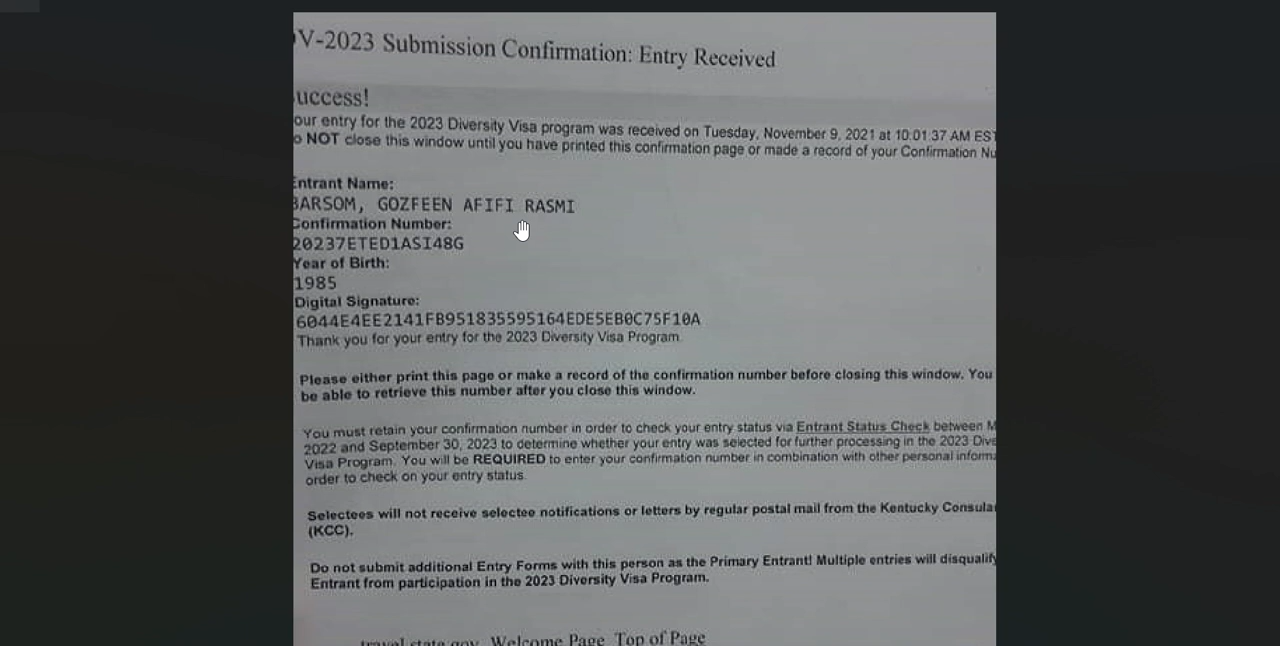 V-2023 Submission Confirmation: Entry Received
uccess!
our entry for the 2023 Diversity Visa program was received on Tuesday, November 9, 2021 at 10:01:37 AM EST
o NOT close this window until you have printed this confirmation page or made a record of your Confirmation Nu
Entrant Name:
BARSOM, GOZFEEN AFIFI RASMI
Confirmation Number:
20237ETED1ASI48G
Year of Birth:
1985
Digital Signature:
6044E4EE2141FB951835595164EDE5EB0C75F10A
Thank you for your entry for the 2023 Diversity Visa Program.
Please either print this page or make a record of the confirmation number before closing this window. You
be able to retrieve this number after you close this window.
You must retain your confirmation number in order to check your entry status via Entrant Status Check between M
2022 and September 30, 2023 to determine whether your entry was selected for further processing in the 2023 Dive
Visa Program. You will be REQUIRED to enter your confirmation number in combination with other personal informa
order to check on your entry status.
Selectees will not receive selectee notifications or letters by regular postal mail from the Kentucky Consula
(KCC).
Do not submit additional Entry Forms with this person as the Primary Entrant! Multiple entries will disqualify
Entrant from participation in the 2023 Diversity Visa Program.
travel.state.gov Welcome Page Top of Page